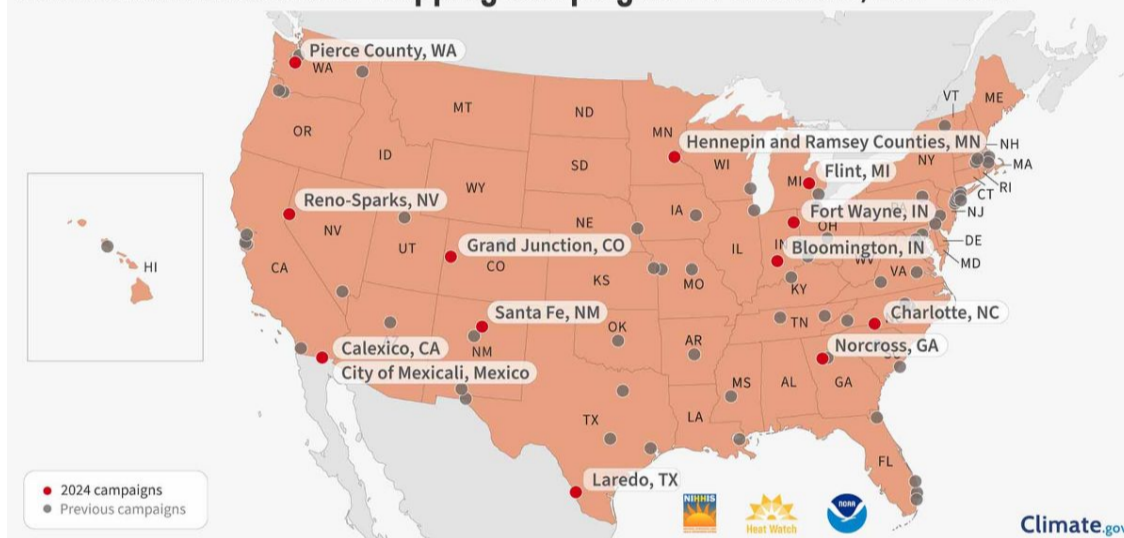 Pierce County, WA
WA
MT
ND
VT
ME
OR
MN
Hennepin and Ramsey Counties, MN
NH
ID
SD
WI
NY
MA
WY
MI
Flint, MI
RI
CT
Reno-Sparks, NV
IA
Fort Wayne, IN
NJ
NE
OH
NV
UT
Grand Junction, CO
CO
IL
IN
Bloomington, IN
DE
MD
HI
CA
KS
MO
WV
VA
KY
Santa Fe, NM
TN
Charlotte, NC
OK
AR
NM
Calexico, CA
City of Mexicali, Mexico
Norcross, GA
MS
AL
GA
TX
LA
FL
Laredo, TX
2024 campaigns
Previous campaigns
NIHHIS
Heat Watch
NOAA
Climate.gov